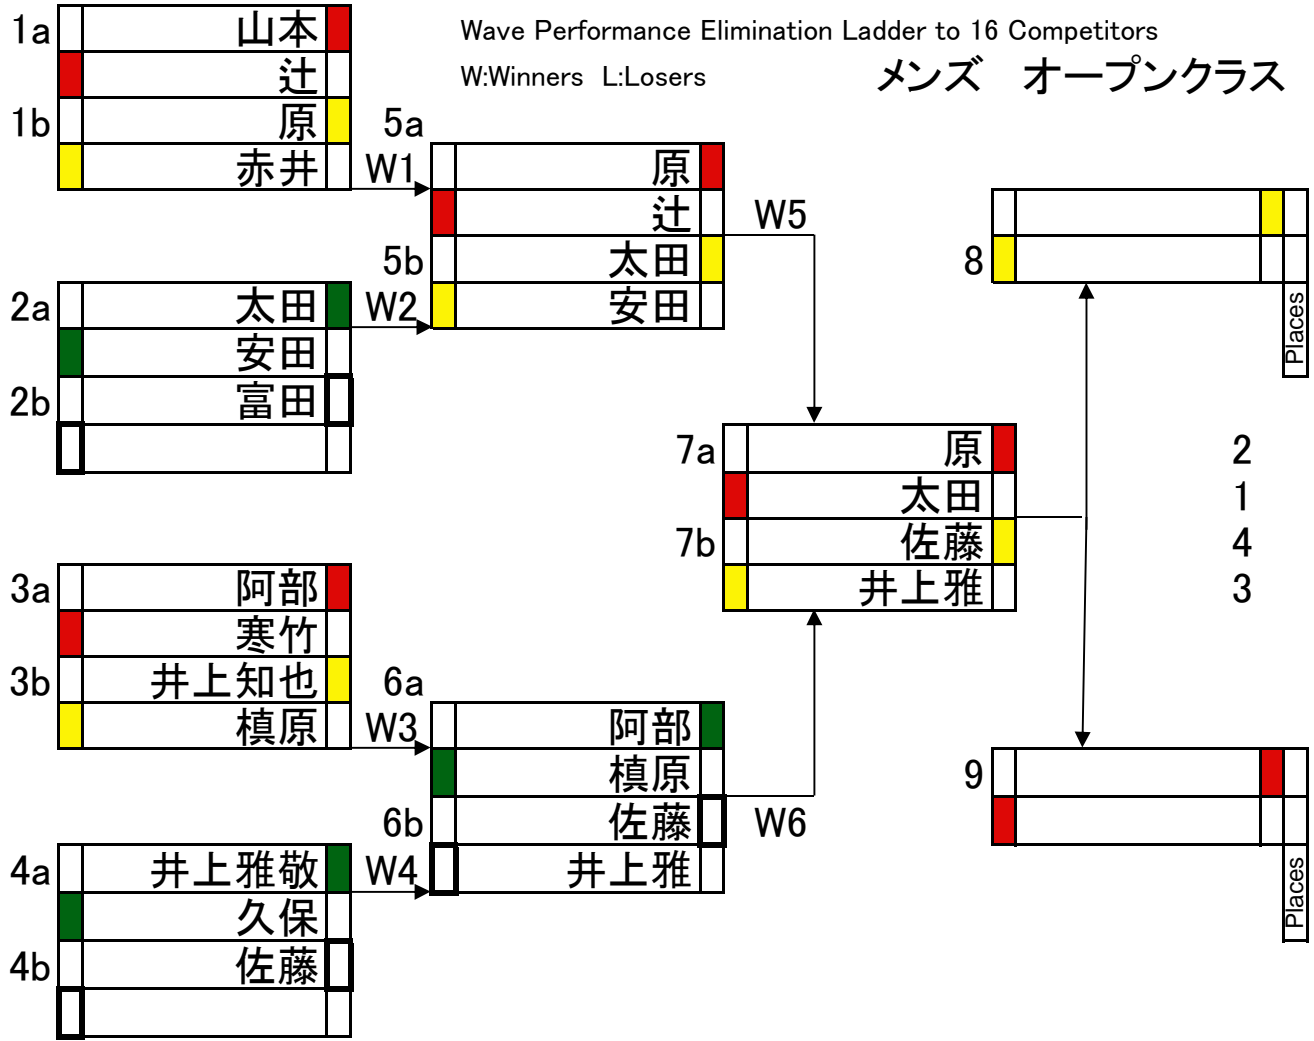 Wave Performance Elimination Ladder to 16 Competitors
W:Winners L:Losers
メンズ オープンクラス
1a 山本
辻
1b 原
赤井
W1
2a 太田
安田
2b 富田
W2
3a 阿部
寒竹
3b 井上知也
槙原
W3
4a 井上雅敬
久保
4b 佐藤
W4
5a
原
辻
5b 太田
安田
W5
6a
阿部
槙原
6b 佐藤
井上雅
W6
7a 原 2
太田 1
7b 佐藤 4
井上雅 3
8
Places
9
Places